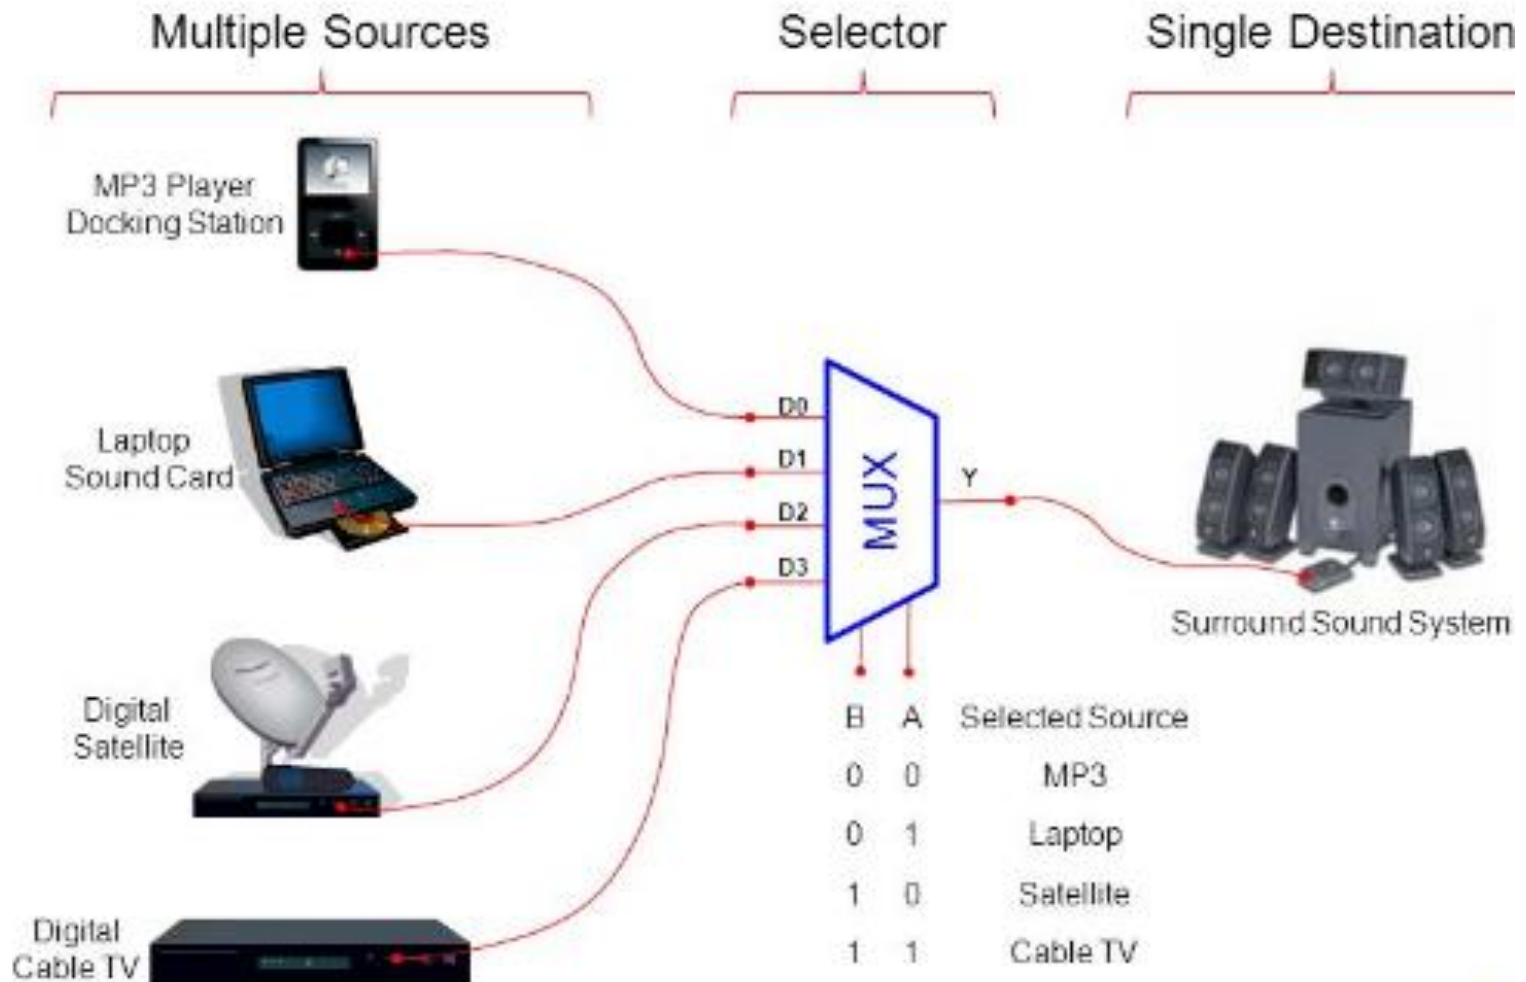 Multiple Sources
Selector
Single Destination
MP3 Player
Docking Station
Laptop
Sound Card
Digital
Satellite
Digital
Cable TV
D0
D1
D2
D3
MUX
Y
Surround Sound System
B A Selected Source
0 0 MP3
0 1 Laptop
1 0 Satellite
1 1 Cable TV